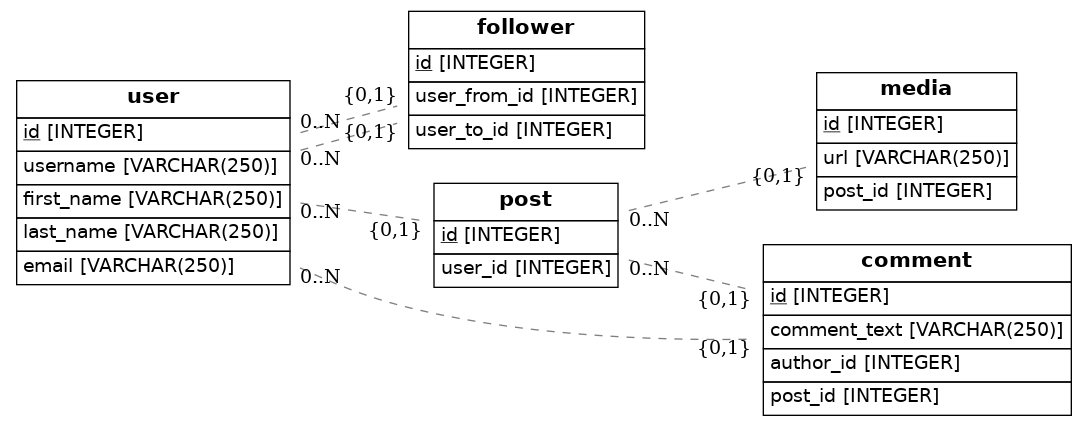 user
id [INTEGER]
username [VARCHAR(250)]
first_name [VARCHAR(250)]
last_name [VARCHAR(250)]
email [VARCHAR(250)]
0..N
0..N
0..N
0..N
{0,1}
{0,1}
{0,1}
follower
id [INTEGER]
user_from_id [INTEGER]
user_to_id [INTEGER]
post
id [INTEGER]
user_id [INTEGER]
0..N
0..N
{0,1}
{0,1}
{0,1}
media
id [INTEGER]
url [VARCHAR(250)]
post_id [INTEGER]
comment
id [INTEGER]
comment_text [VARCHAR(250)]
author_id [INTEGER]
post_id [INTEGER]